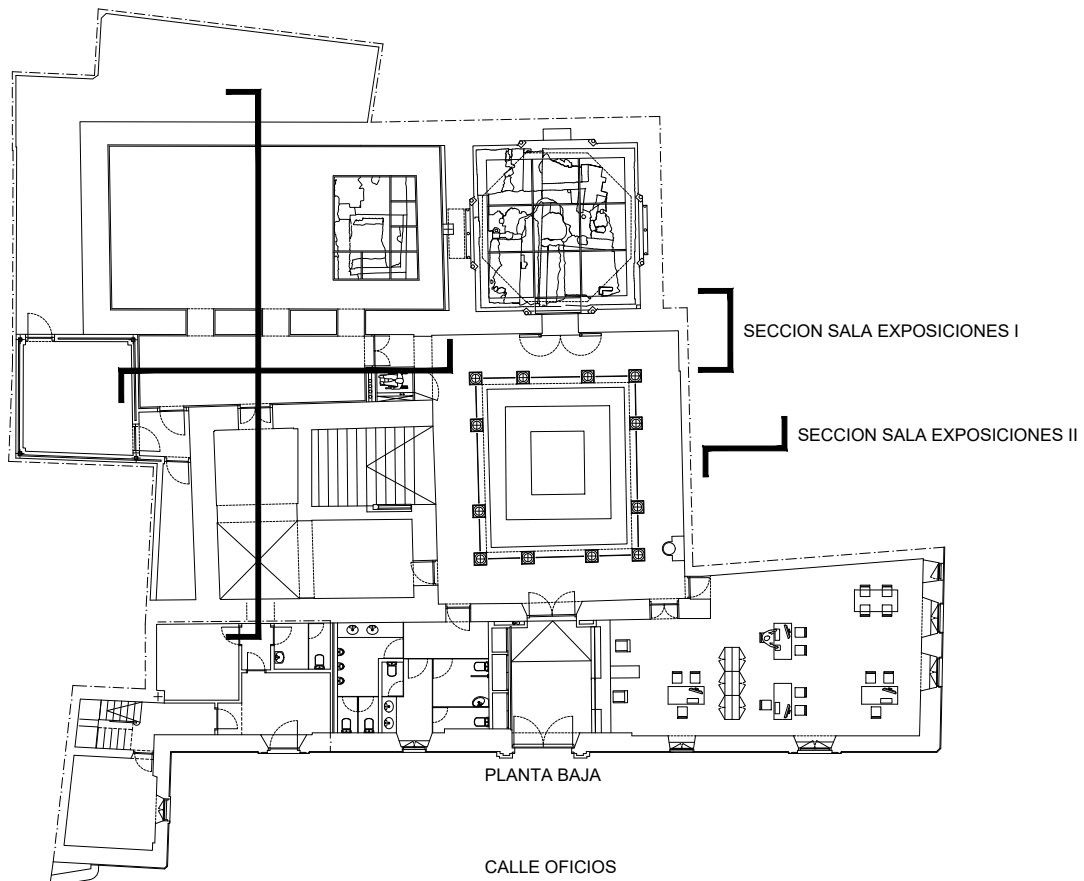 SECCION SALA EXPOSICIONES I
SECCION SALA EXPOSICIONES II
PLANTA BAJA
CALLE OFICIOS